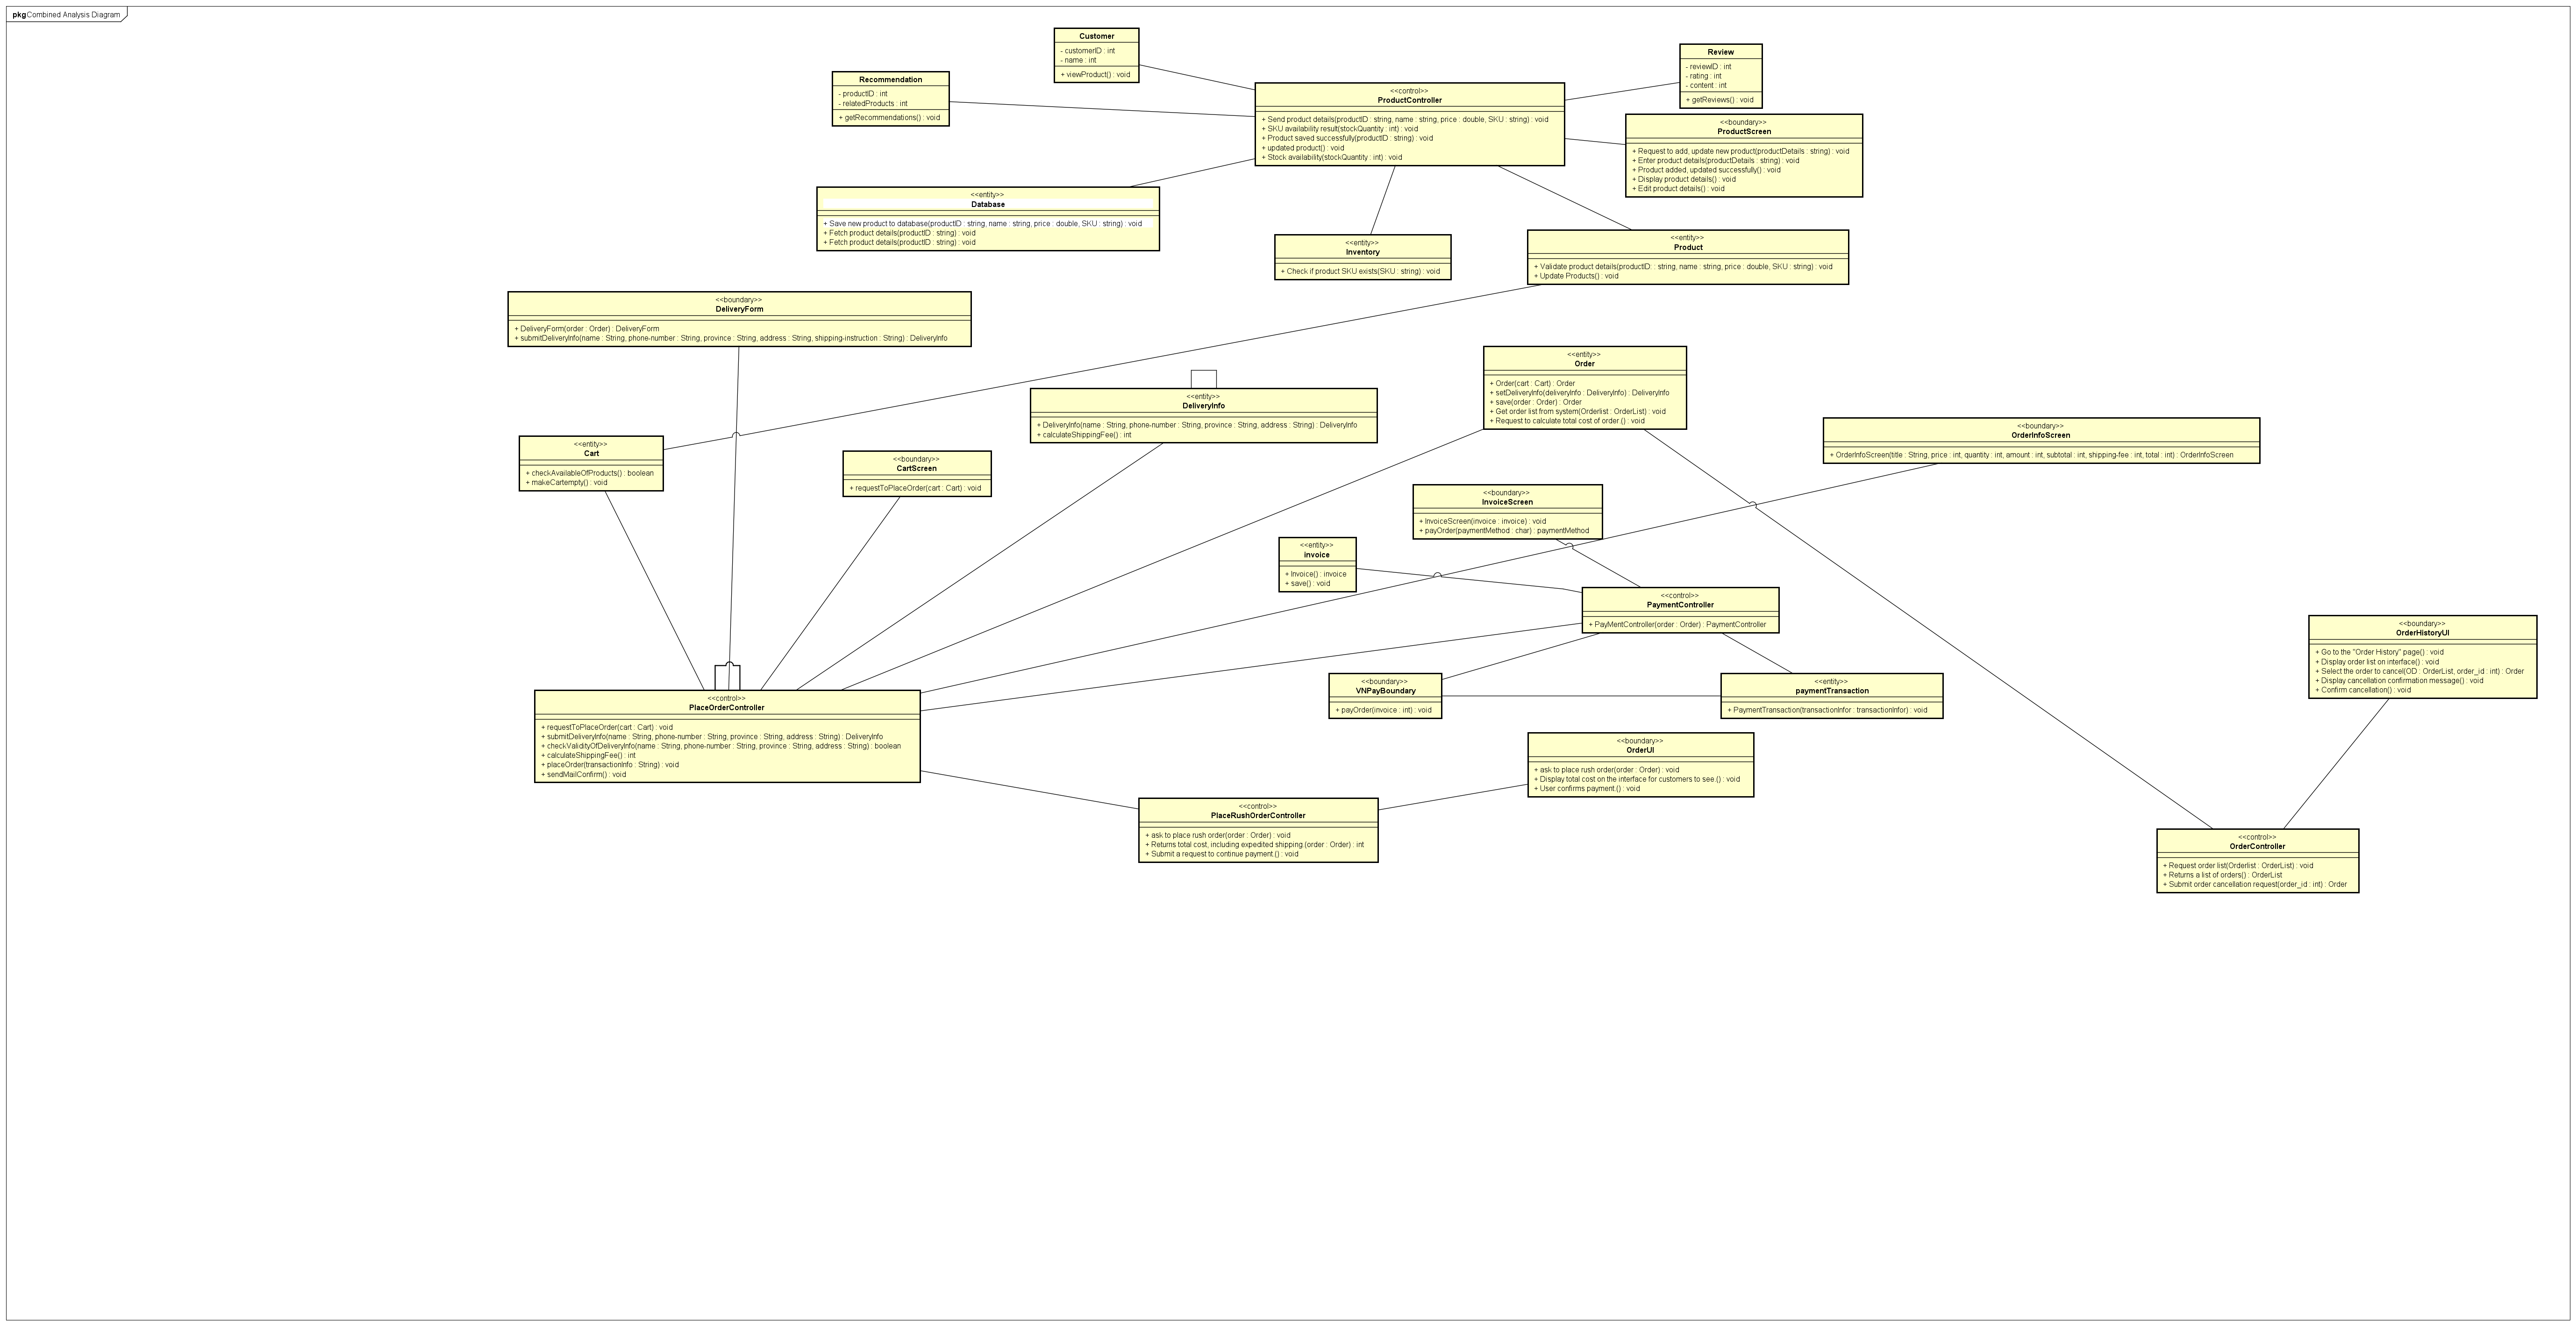 pkg Combined Analysis Diagram
Customer
- customerID : int
- name : int
+ viewProduct() : void
Review
- reviewID : int
- rating : int
- content : int
+ getReviews() : void
Recommendation
- productID : int
- relatedProducts : int
+ getRecommendations() : void
<<control>>
ProductController
+ Send product details(productID : string, name : string, price : double, SKU : string) : void
+ SKU availability result(stockQuantity : int) : void
+ Product saved successfully(productID : string) : void
+ updated product() : void
+ Stock availability(stockQuantity : int) : void
<<boundary>>
ProductScreen
+ Request to add, update new product(productDetails : string) : void
+ Enter product details(productDetails : string) : void
+ Product added, updated successfully() : void
+ Display product details() : void
+ Edit product details() : void
<<entity>>
Database
+ Save new product to database(productID : string, name : string, price : double, SKU : string) : void
+ Fetch product details(productID : string) : void
+ Fetch product details(productID : string) : void
<<entity>>
Inventory
+ Check if product SKU exists(SKU : string) : void
<<entity>>
Product
+ Validate product details(productID. : string, name : string, price : double, SKU : string) : void
+ Update Products() : void
<<boundary>>
DeliveryForm
+ DeliveryForm(order : Order) : DeliveryForm
+ submitDeliveryInfo(name : String, phone-number : String, province : String, address : String, shipping-instruction : String) : DeliveryInfo
<<entity>>
Order
+ Order(cart : Cart) : Order
+ setDeliveryInfo(deliveryInfo : DeliveryInfo) : DeliveryInfo
+ save(order : Order) : Order
+ Get order list from system(Orderlist : OrderList) : void
+ Request to calculate total cost of order.() : void
<<entity>>
DeliveryInfo
+ DeliveryInfo(name : String, phone-number : String, province : String, address : String) : DeliveryInfo
+ calculateShippingFee() : int
<<boundary>>
OrderInfoScreen
+ OrderInfoScreen(title : String, price : int, quantity : int, amount : int, subtotal : int, shipping-fee : int, total : int) : OrderInfoScreen
<<entity>>
Cart
+ checkAvailableOfProducts() : boolean
+ makeCartempty() : void
<<boundary>>
CartScreen
+ requestToPlaceOrder(cart : Cart) : void
<<boundary>>
InvoiceScreen
+ InvoiceScreen(invoice : invoice) : void
+ payOrder(paymentMethod : char) : paymentMethod
<<entity>>
invoice
+ Invoice() : invoice
+ save() : void
<<control>>
PaymentController
+ PayMentController(order : Order) : PaymentController
<<boundary>>
OrderHistoryUI
+ Go to the "Order History" page() : void
+ Display order list on interface() : void
+ Select the order to cancel(OD : OrderList, order_id : int) : Order
+ Display cancellation confirmation message() : void
+ Confirm cancellation() : void
<<boundary>>
VNPayBoundary
+ payOrder(invoice : int) : void
<<entity>>
paymentTransaction
+ PaymentTransaction(transactionInfor : transactionInfor) : void
<<control>>
PlaceOrderController
+ requestToPlaceOrder(cart : Cart) : void
+ submitDeliveryInfo(name : String, phone-number : String, province : String, address : String) : DeliveryInfo
+ checkValidityOfDeliveryInfo(name : String, phone-number : String, province : String, address : String) : boolean
+ calculateShippingFee() : int
+ placeOrder(transactionInfo : String) : void
+ sendMailConfirm() : void
<<boundary>>
OrderUI
+ ask to place rush order(order : Order) : void
+ Display total cost on the interface for customers to see.() : void
+ User confirms payment.() : void
<<control>>
PlaceRushOrderController
+ ask to place rush order(order : Order) : void
+ Returns total cost, including expedited shipping.(order : Order) : int
+ Submit a request to continue payment.() : void
<<control>>
OrderController
+ Request order list(Orderlist : OrderList) : void
+ Returns a list of orders() : OrderList
+ Submit order cancellation request(order_id : int) : Order